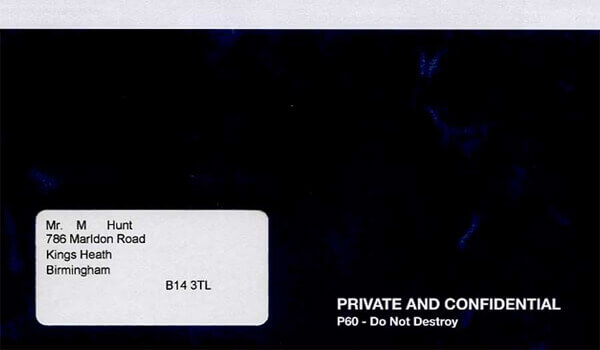 Mr. M Hunt
786 Marldon Road
Kings Heath
Birmingham
B14 3TL
PRIVATE AND CONFIDENTIAL
P60 - Do Not Destroy